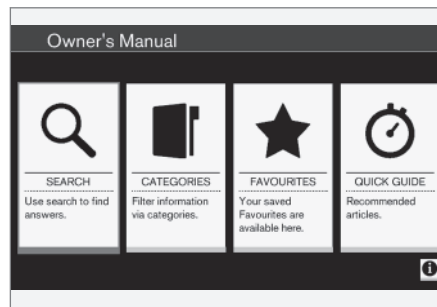 Owner's Manual
SEARCH
Use search to find
answers.
CATEGORIES
Filter information
via categories.
FAVOURITES
Your saved
Favourites are
available here.
QUICK GUIDE
Recommended
articles.
i